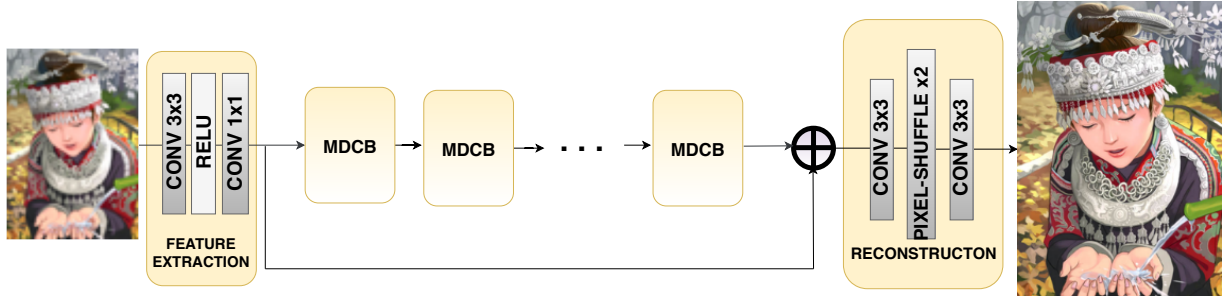 CONV 3x3
RELU
CONV 1x1
FEATURE
EXTRACTION
MDCB
MDCB
. . .
MDCB
CONV 3x3
PIXEL-SHUFFLE x2
CONV 3x3
RECONSTRUCTON